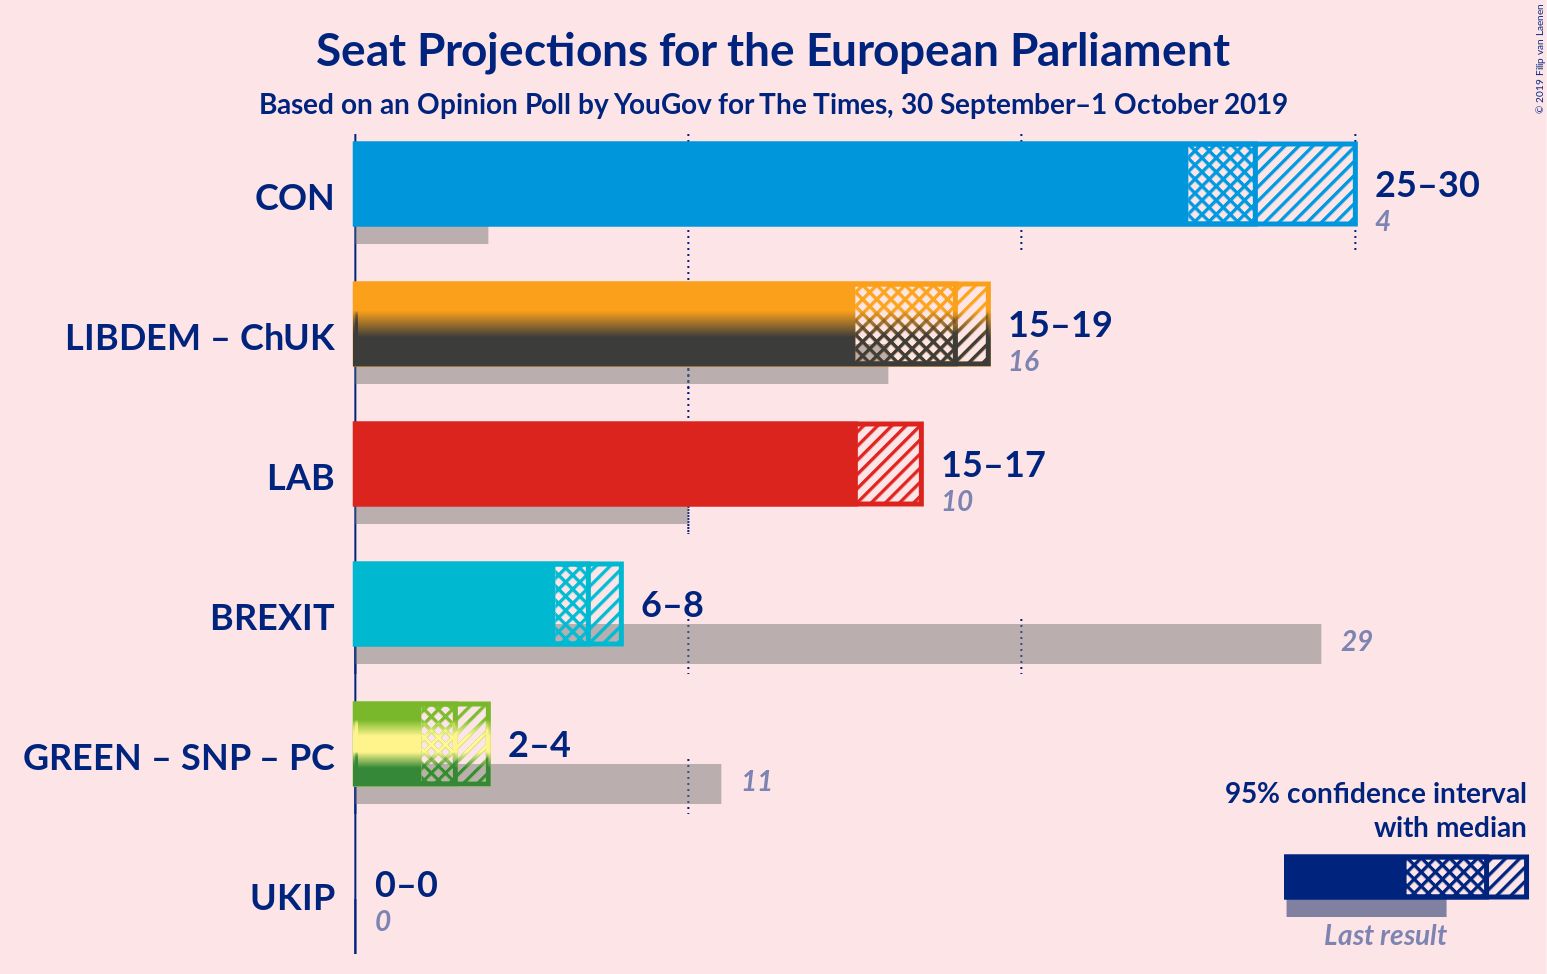 Seat Projections for the European Parliament
Based on an Opinion Poll by YouGov for The Times, 30 September–1 October 2019
© 2019 Filip van Laenen
CON
25–30
4
LIBDEM – ChUK
15–19
16
LAB
15–17
10
BREXIT
6–8
29
GREEN – SNP – PC
2–4
11
UKIP
0–0
0
95% confidence interval
with median
Last result